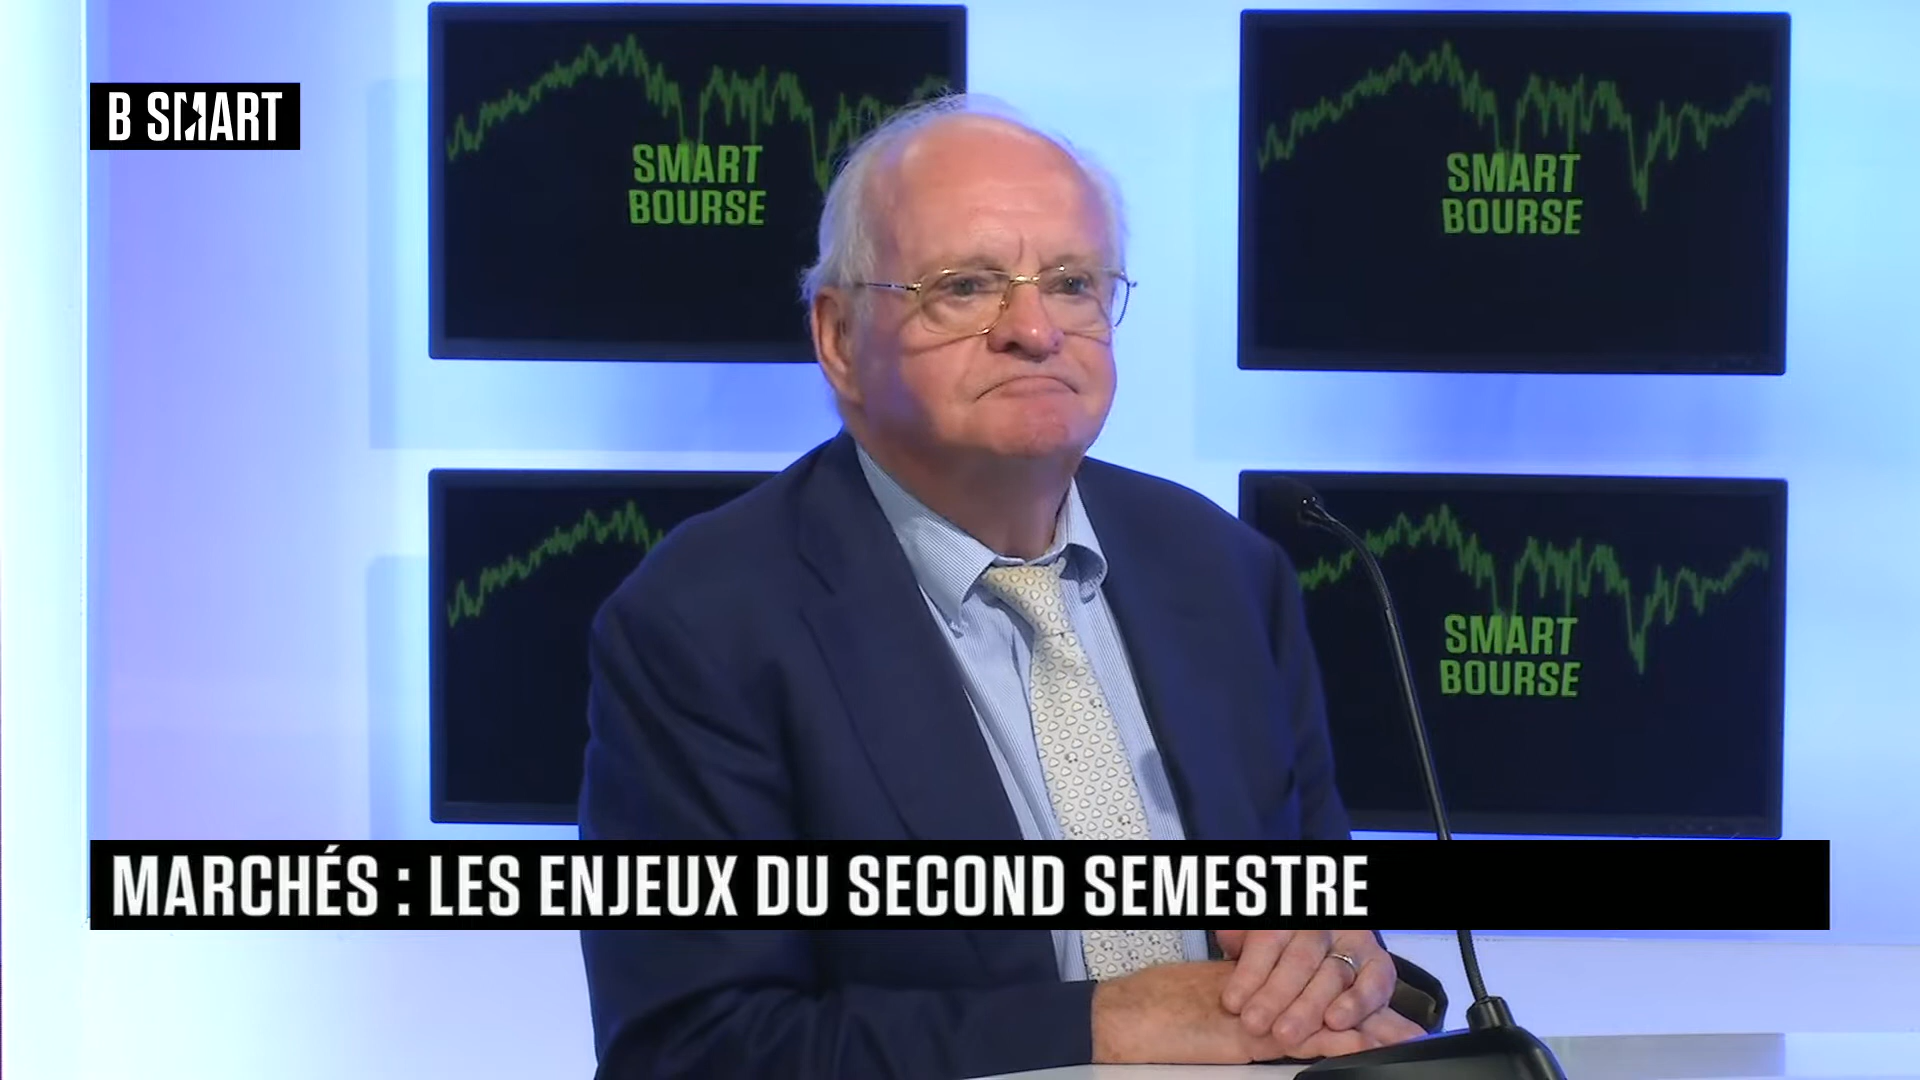 B SMART
SMART
BOURSE
SMART
BOURSE
SMART
BOURSE
MARCHÉS : LES ENJEUX DU SECOND SEMESTRE